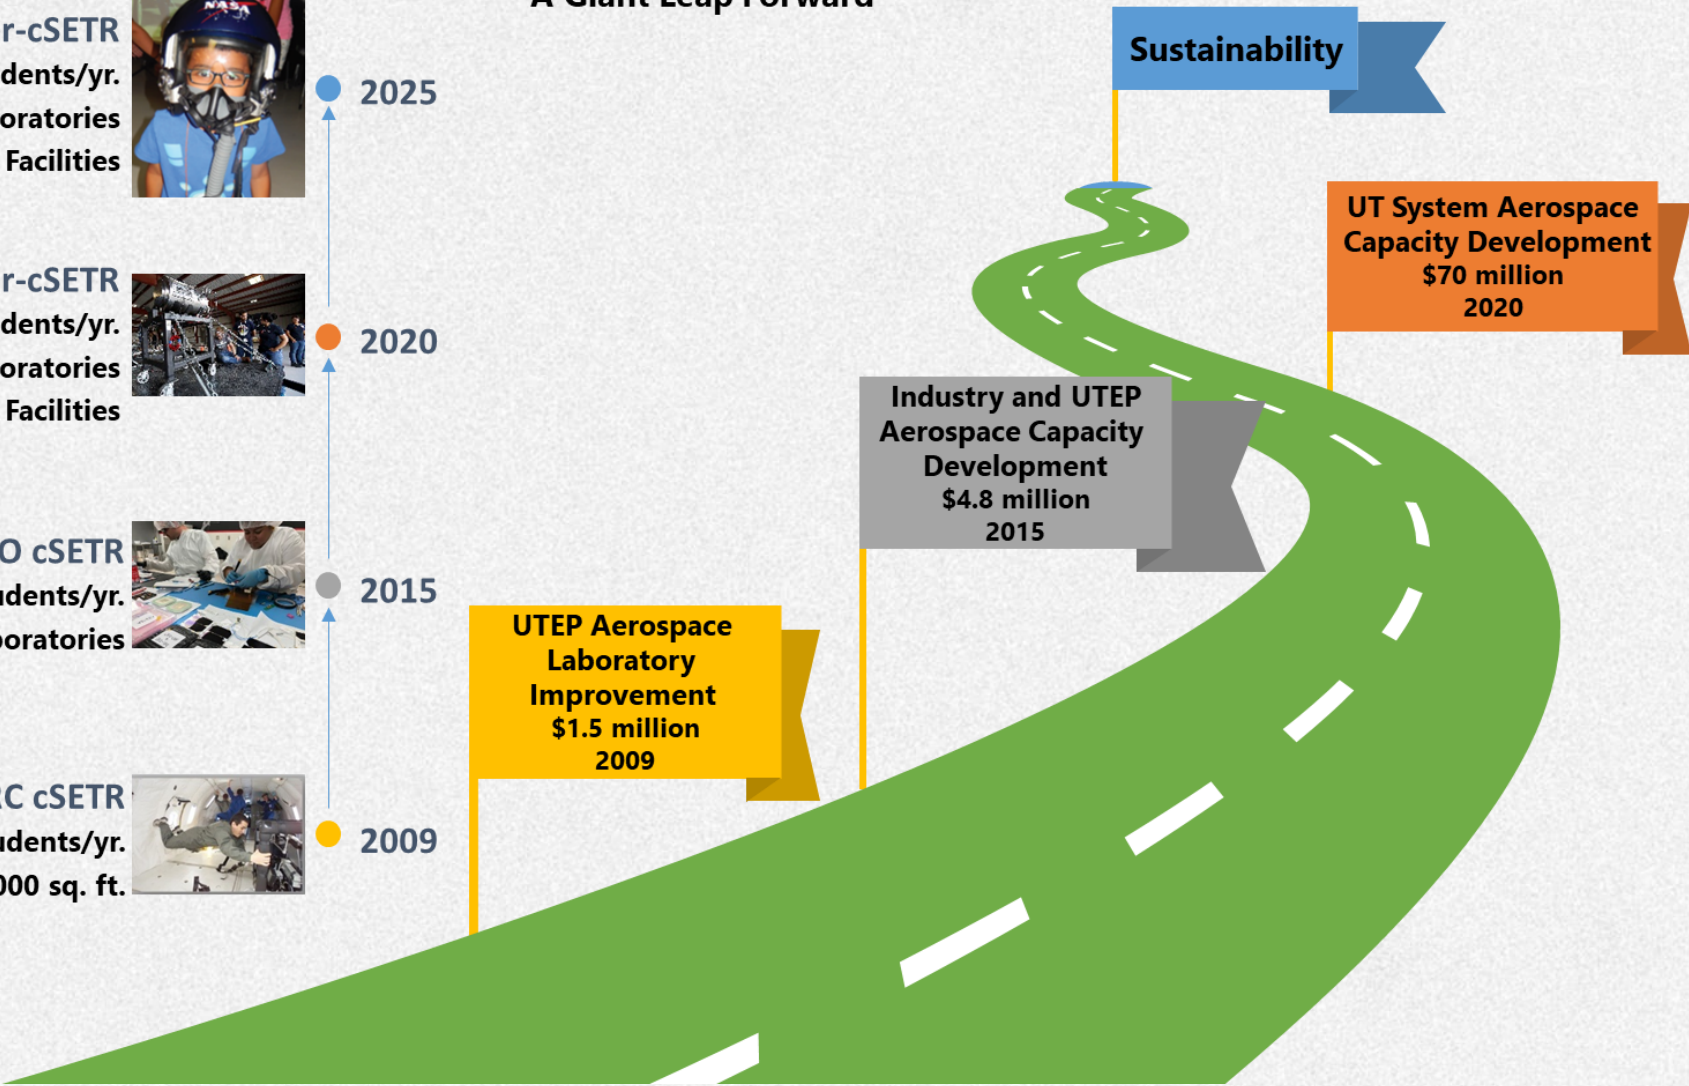 A Giant Leap Forward
r-cSETR
dents/yr.
oratories
Facilities
NASA
2025
r-cSETR
dents/yr.
oratories
Facilities
2020
O cSETR
udents/yr.
boratories
2015
RC cSETR
udents/yr.
000 sq. ft.
2009
Sustainability
UT System Aerospace
Capacity Development
$70 million
2020
Industry and UTEP
Aerospace Capacity
Development
$4.8 million
2015
UTEP Aerospace
Laboratory
Improvement
$1.5 million
2009